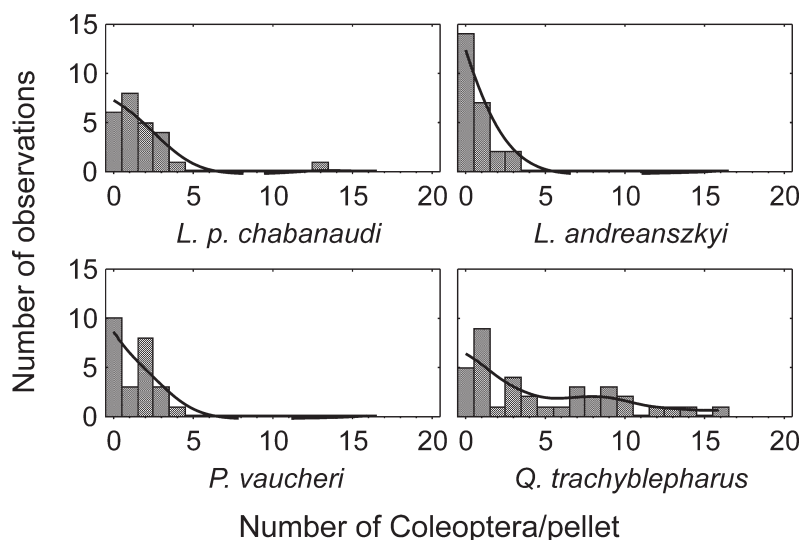 Number of observations
15
10
5
0
0 5 10 15 20
L. p. chabanaudi
0 5 10 15 20
L. andreanszkyi
15
10
5
0
0 5 10 15 20
P. vaucheri
0 5 10 15 20
Q. trachyblepharus
Number of Coleoptera/pellet